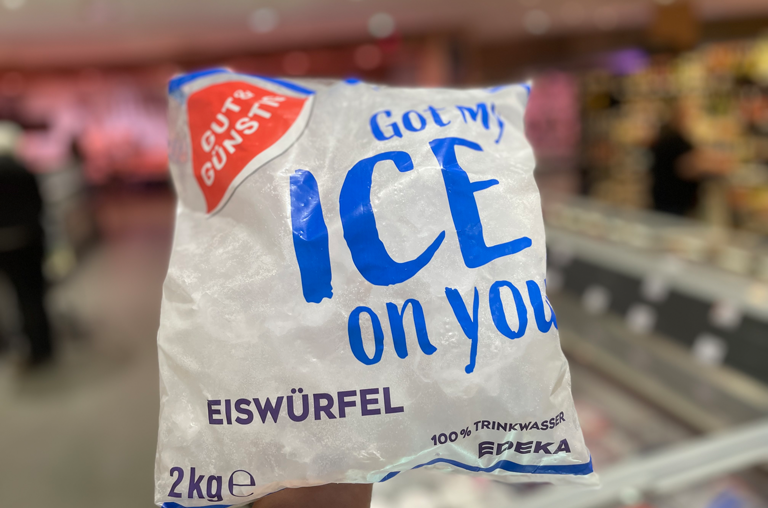 GUT&
GÜNSTIG
Got My
ICE
on you
EISWÜRFEL
100% TRINKWASSER
EDEKA
2kg e